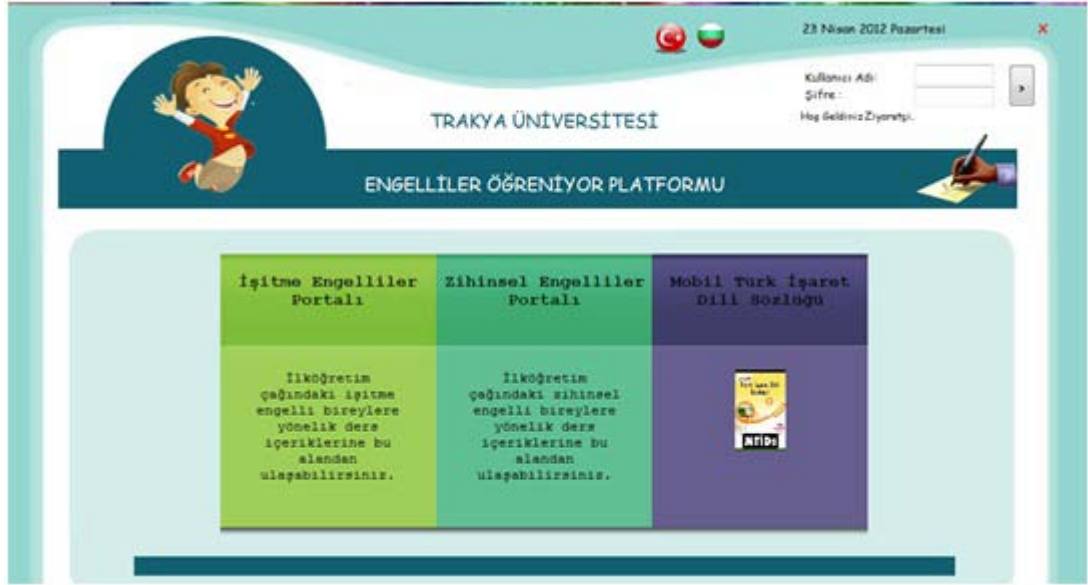 23 Nisan 2012 Pazartesi
x
Kullanıcı Adı:
Şifre :
>
Hoş Geldiniz Ziyaretçi.
TRAKYA ÜNİVERSİTESİ
ENGELLİLER ÖĞRENİYOR PLATFORMU
İşitme Engelliler
Portalı
İlköğretim
çağındaki işitme
engelli bireylere
yönelik ders
içeriklerine bu
alandan
ulaşabilirsiniz.
Zihinsel Engelliler
Portalı
İlköğretim
çağındaki zihinsel
engelli bireylere
yönelik ders
içeriklerine bu
alandan
ulaşabilirsiniz.
Mobil Türk İşaret
Dili Sözlüğü